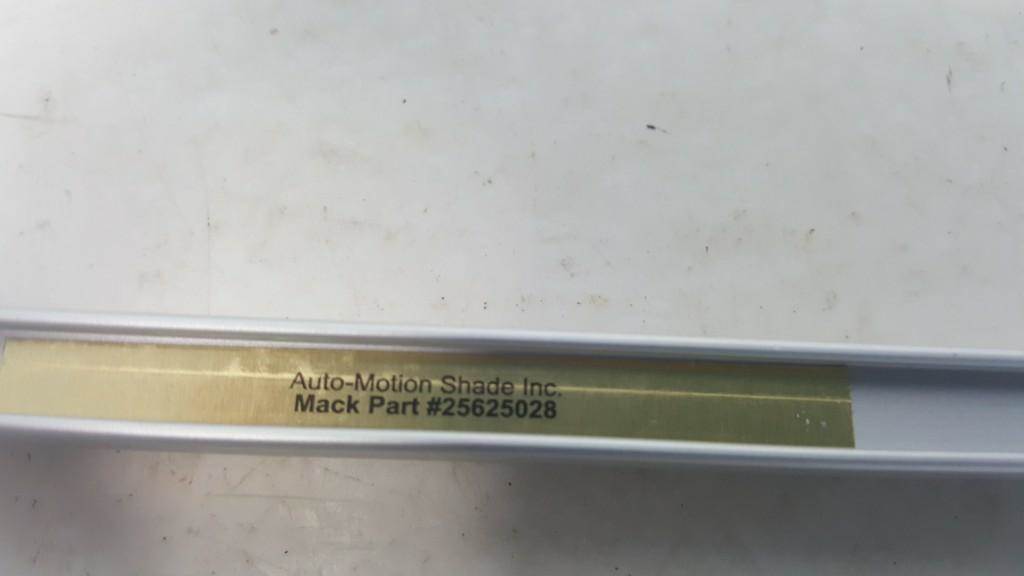 Auto-Motion Shade Inc.
Mack Part #25625028